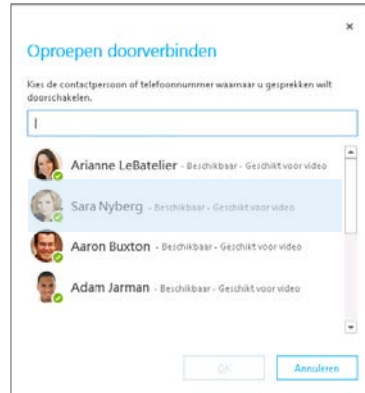 Oproepen doorverbinden
Kies de contactpersoon of telefoonnummer waarnaar u gesprekken wilt
doorschakelen.
Arianne LeBatelier - Beschikbaar - Geschikt voor video
Sara Nyberg - Beschikbaar - Geschikt voor video
Aaron Buxton - Beschikbaar - Geschikt voor video
Adam Jarman - Beschikbaar - Geschikt voor video
OK Annuleren